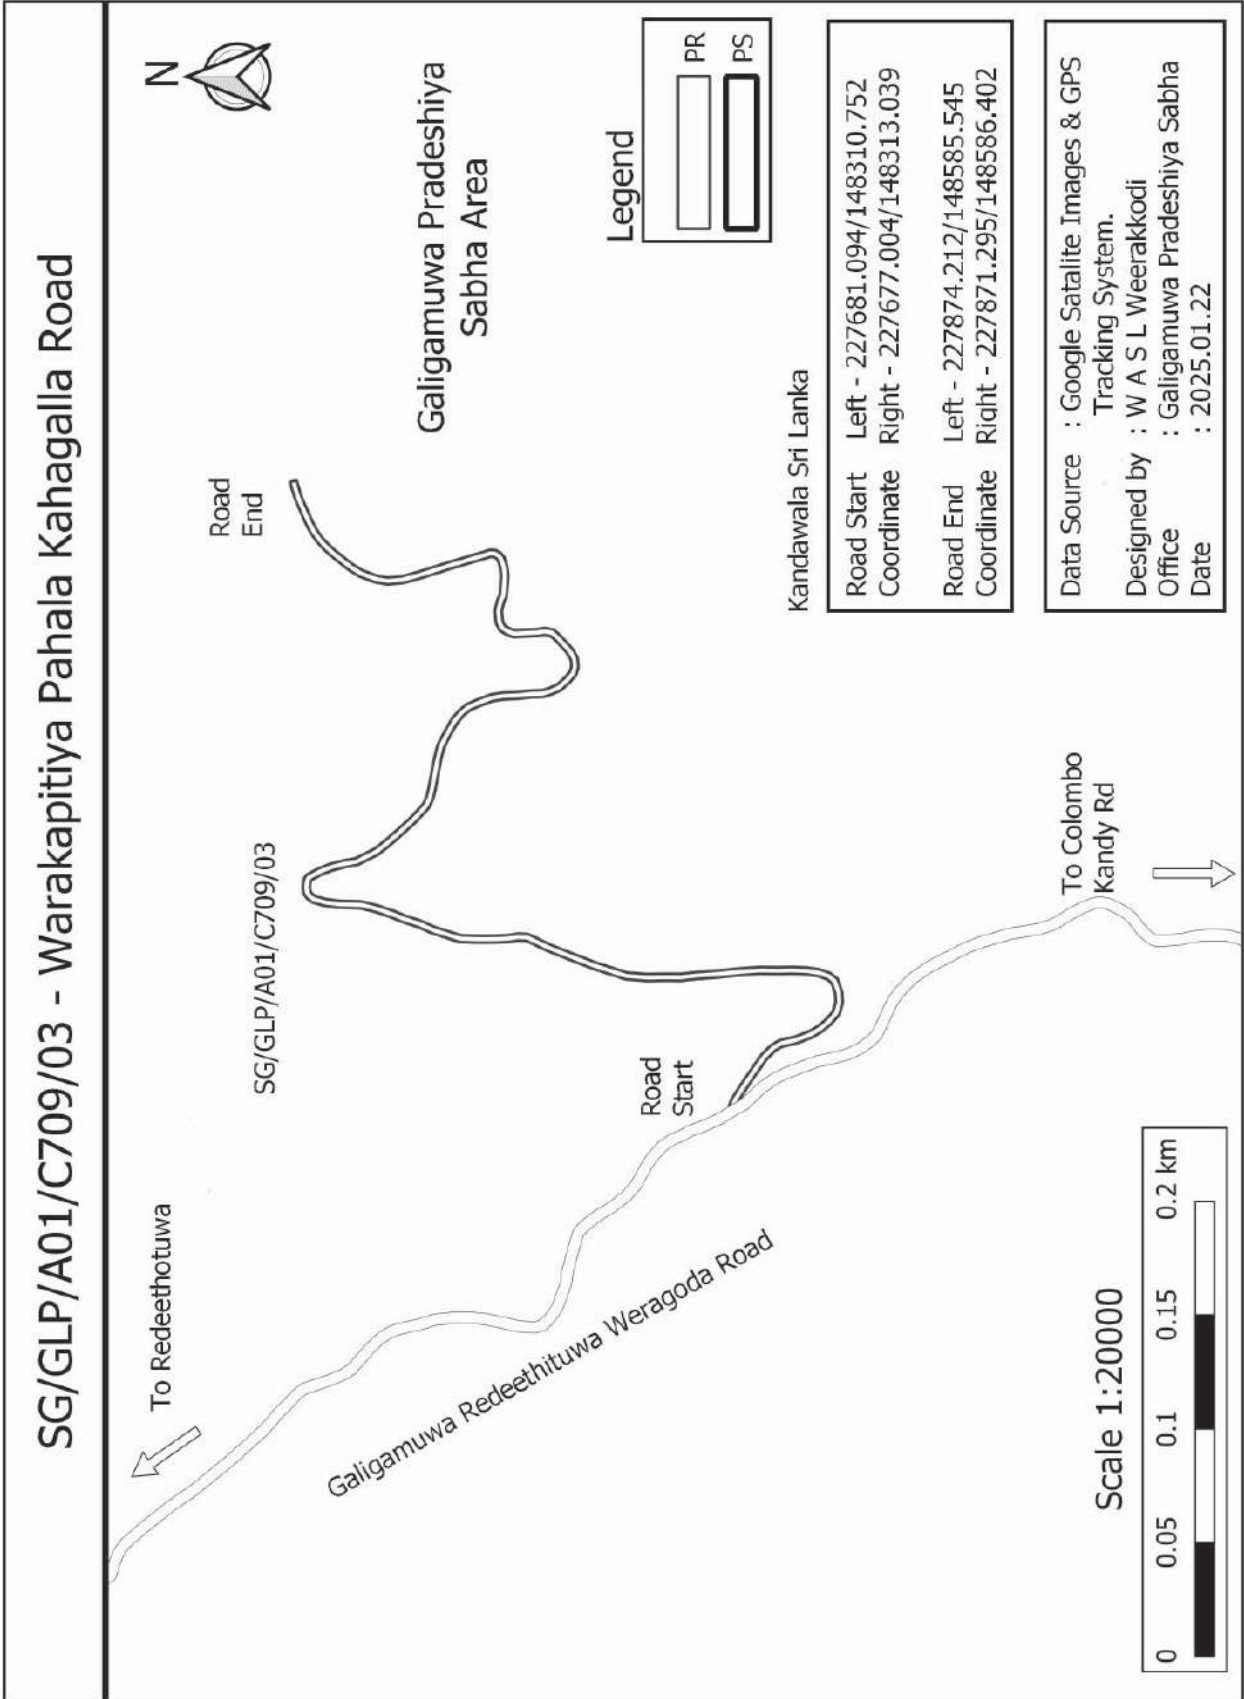 SG/GLP/A01/C709/03 - Warakapitiya Pahala Kahagalla Road
N
To Redeethotuwa
SG/GLP/A01/C709/03
Road
End
Galigamuwa Pradeshiya
Sabha Area
Legend
PR
PS
Road
Start
Galigamuwa Redeethituwa Weragoda Road
Kandawala Sri Lanka
Road Start Left - 227681.094/148310.752
Coordinate Right - 227677.004/148313.039
Road End Left - 227874.212/148585.545
Coordinate Right - 227871.295/148586.402
To Colombo
Kandy Rd
Data Source : Google Satalite Images & GPS
Tracking System.
Designed by : W A S L Weerakkodi
Office : Galigamuwa Pradeshiya Sabha
Date : 2025.01.22
Scale 1:20000
0 0.05 0.1 0.15 0.2 km